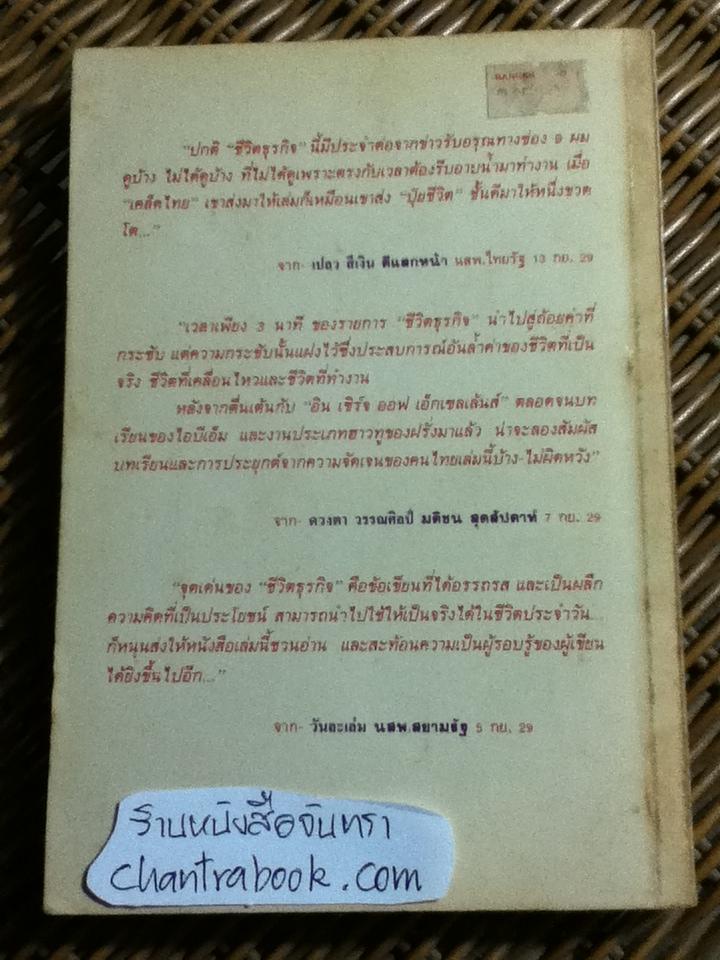 "ปกติ "ชีวิตธุรกิจ" นี้มีประจำต่อจากข่าวรับอรุณทางช่อง 9 ผม
ดูบ้าง ไม่ได้ดูบ้าง ที่ไม่ได้ดูเพราะตรงกับเวลาต้องรีบอาบน้ำมาทำงาน เมื่อ
"เคล็ดไทย" เขาส่งมาให้เล่มก็เหมือนเขาส่ง "ปุ๋ยชีวิต" ชั้นดีมาให้หนึ่งขวด
โต..."
จาก- เปลว สีเงิน ตีแสกหน้า นสพ.ไทยรัฐ 13 กย. 29
"เวลาเพียง 3 นาที ของรายการ "ชีวิตธุรกิจ" นำไปสู่ถ้อยคำที่
กระชับ แต่ความกระชับนั้นแฝงไว้ซึ่งประสบการณ์อันล้ำค่าของชีวิตที่เป็น
จริง ชีวิตที่เคลื่อนไหวและชีวิตที่ทำงาน
หลังจากตื่นเต้นกับ "อิน เซิร์จ ออฟ เอ็กเซลเล้นส์" ตลอดจนบท
เรียนของไอบีเอ็ม และงานประเภทฮาวทูของฝรั่งมาแล้ว น่าจะลองสัมผัส
บทเรียนและการประยุกต์จากความจัดเจนของคนไทยเล่มนี้บ้าง-ไม่ผิดหวัง"
จาก- ดวงตา วรรณศิลป์ มติชน สุดสัปดาห์ 7 กย. 29
"จุดเด่นของ "ชีวิตธุรกิจ" คือข้อเขียนที่ได้อรรถรส และเป็นผลึก
ความคิดที่เป็นประโยชน์ สามารถนำไปใช้ให้เป็นจริงได้ในชีวิตประจำวัน...
ก็หนุนส่งให้หนังสือเล่มนี้ชวนอ่าน และสะท้อนความเป็นผู้รอบรู้ของผู้เขียน
ได้ยิ่งขึ้นไปอีก..."
จาก- วันละเล่ม นสพ.สยามรัฐ 5 กย. 29
ร้านหนังสือจันทรา
chantrabook.com